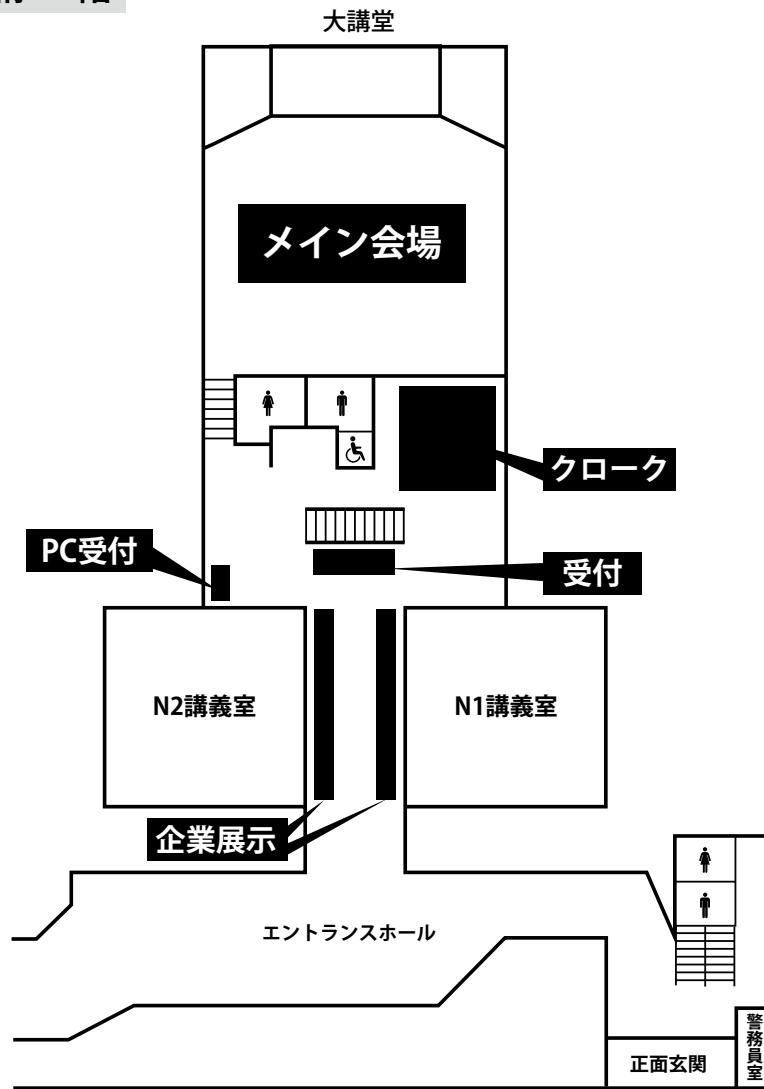 大講堂
メイン会場
クローク
PC受付
受付
N2講義室
N1講義室
企業展示
エントランスホール
警務員室
正面玄関